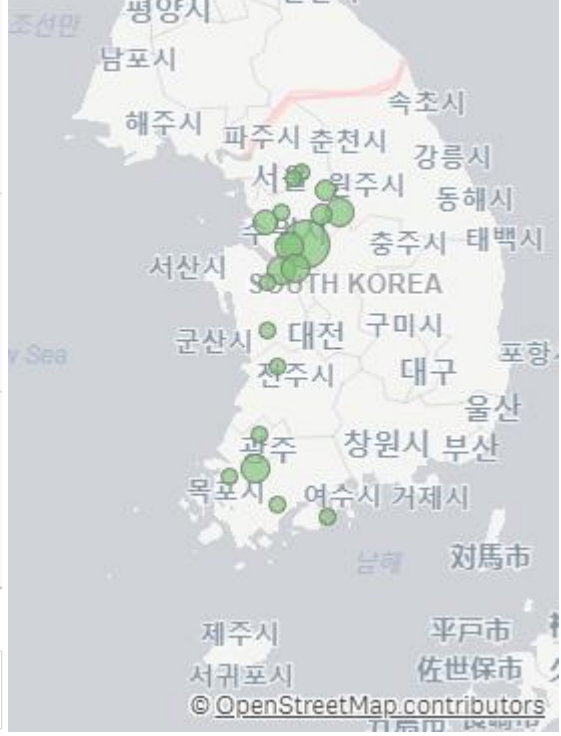 평양시
조선만
남포시
속초시
해주시
파주시 춘천시
강릉시
서울
원주시
동해시
충주시
태백시
서산시
SOUTH KOREA
구미시
군산시
대전
w Sea
포항
전주시
대구
울산
광주
창원시
부산
목포시
여수시
거제시
남해
対馬市
제주시
平戸市
서귀포시
佐世保市
© OpenStreetMap contributors